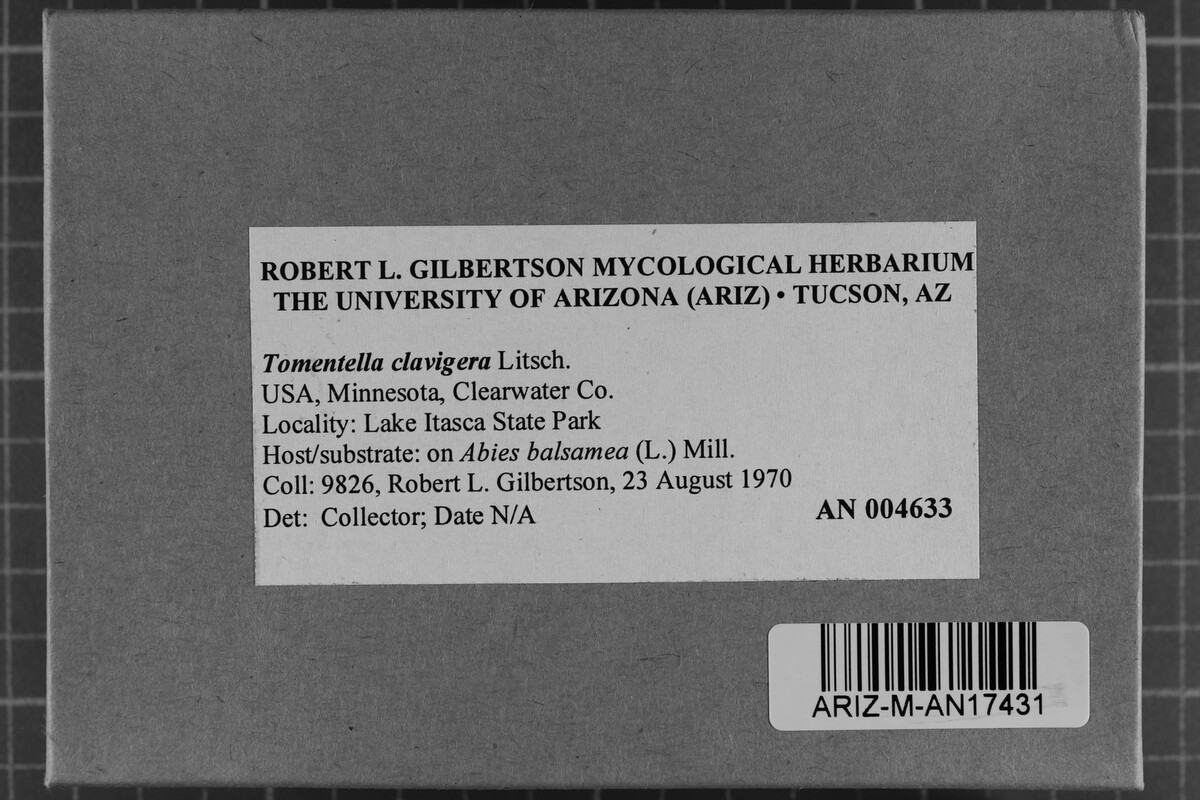 ROBERT L. GILBERTSON MYCOLOGICAL HERBARIUM
THE UNIVERSITY OF ARIZONA (ARIZ) • TUCSON, AZ
Tomentella clavigera Litsch.
USA, Minnesota, Clearwater Co.
Locality: Lake Itasca State Park
Host/substrate: on Abies balsamea (L.) Mill.
Coll: 9826, Robert L. Gilbertson, 23 August 1970
Det: Collector; Date N/A
AN 004633
ARIZ-M-AN17431